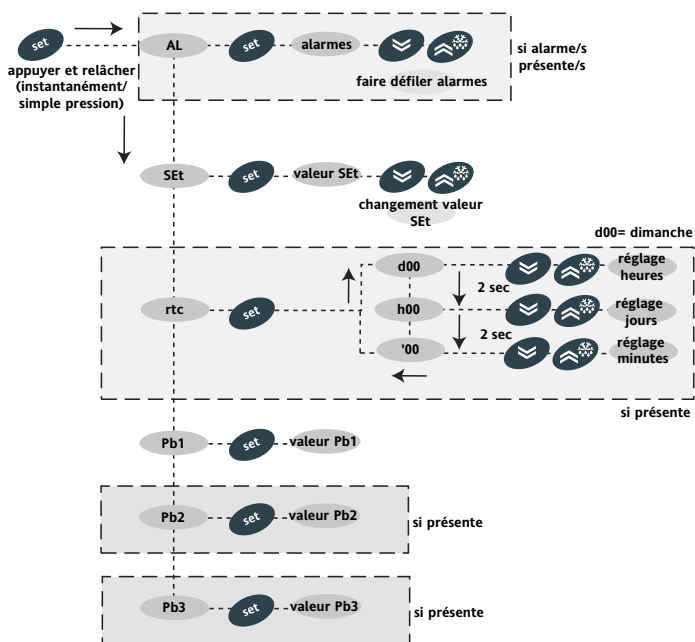 set
appuyer et relâcher
(instantanément/
simple pression)
AL
set
alarmes
faire défiler alarmes
si alarme/s
présente/s
SEt
set
valeur SEt
changement valeur
SEt
d00= dimanche
rtc
set
d00
2 sec
réglage
heures
h00
2 sec
réglage
jours
'00
réglage
minutes
si présente
Pb1
set
valeur Pb1
Pb2
set
valeur Pb2
si présente
Pb3
set
valeur Pb3
si présente